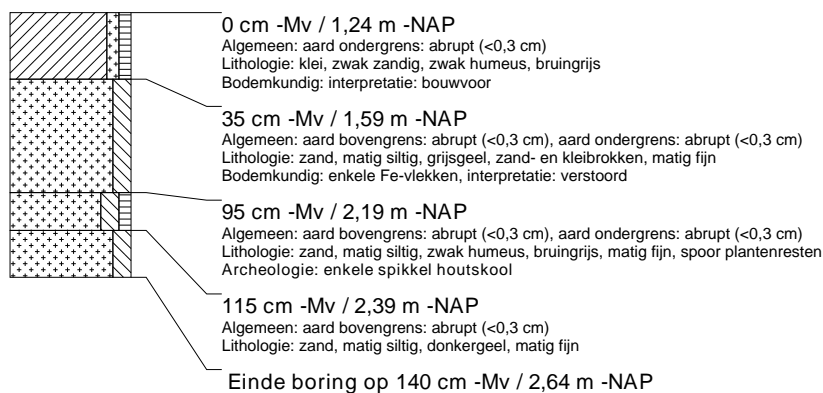 0 cm -Mv / 1,24 m -NAP
Algemeen: aard ondergrens: abrupt (<0,3 cm)
Lithologie: klei, zwak zandig, zwak humeus, bruingrijs
Bodemkundig: interpretatie: bouwvoor
35 cm -Mv / 1,59 m -NAP
Algemeen: aard bovengrens: abrupt (<0,3 cm), aard ondergrens: abrupt (<0,3 cm)
Lithologie: zand, matig siltig, grijsgeel, zand- en kleibrokken, matig fijn
Bodemkundig: enkele Fe-vlekken, interpretatie: verstoord
95 cm -Mv / 2,19 m -NAP
Algemeen: aard bovengrens: abrupt (<0,3 cm), aard ondergrens: abrupt (<0,3 cm)
Lithologie: zand, matig siltig, zwak humeus, bruingrijs, matig fijn, spoor plantenresten
Archeologie: enkele spikkel houtskool
115 cm -Mv / 2,39 m -NAP
Algemeen: aard bovengrens: abrupt (<0,3 cm)
Lithologie: zand, matig siltig, donkergeel, matig fijn
Einde boring op 140 cm -Mv / 2,64 m -NAP